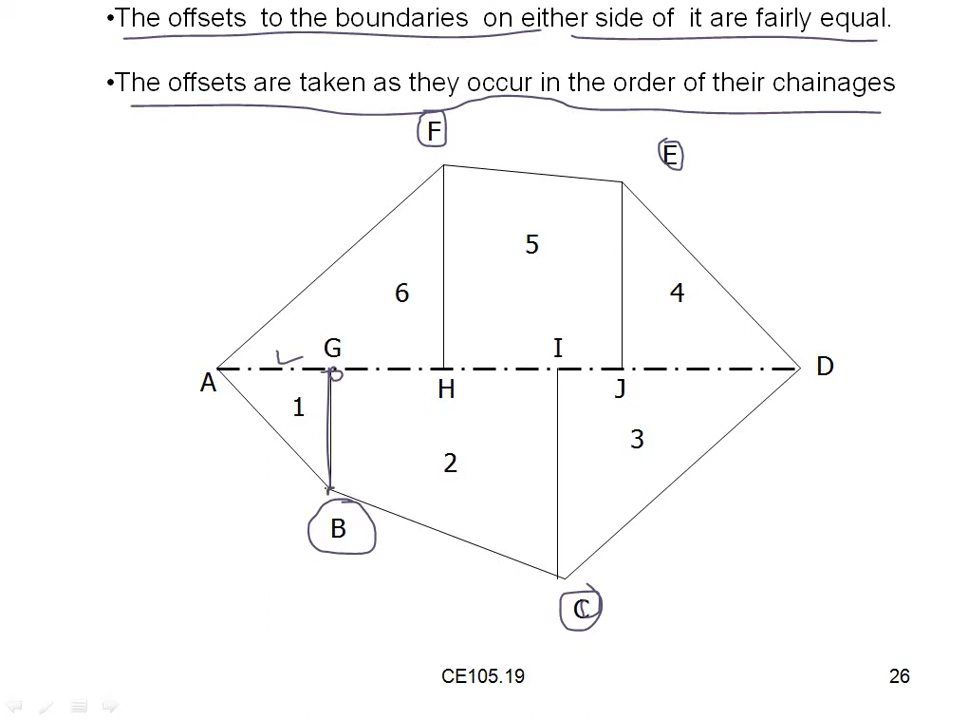 •The offsets to the boundaries on either side of it are fairly equal.
•The offsets are taken as they occur in the order of their chainages
F
E
5
6
4
G
I
A
D
H
J
1
3
2
B
C
CE105.19
26